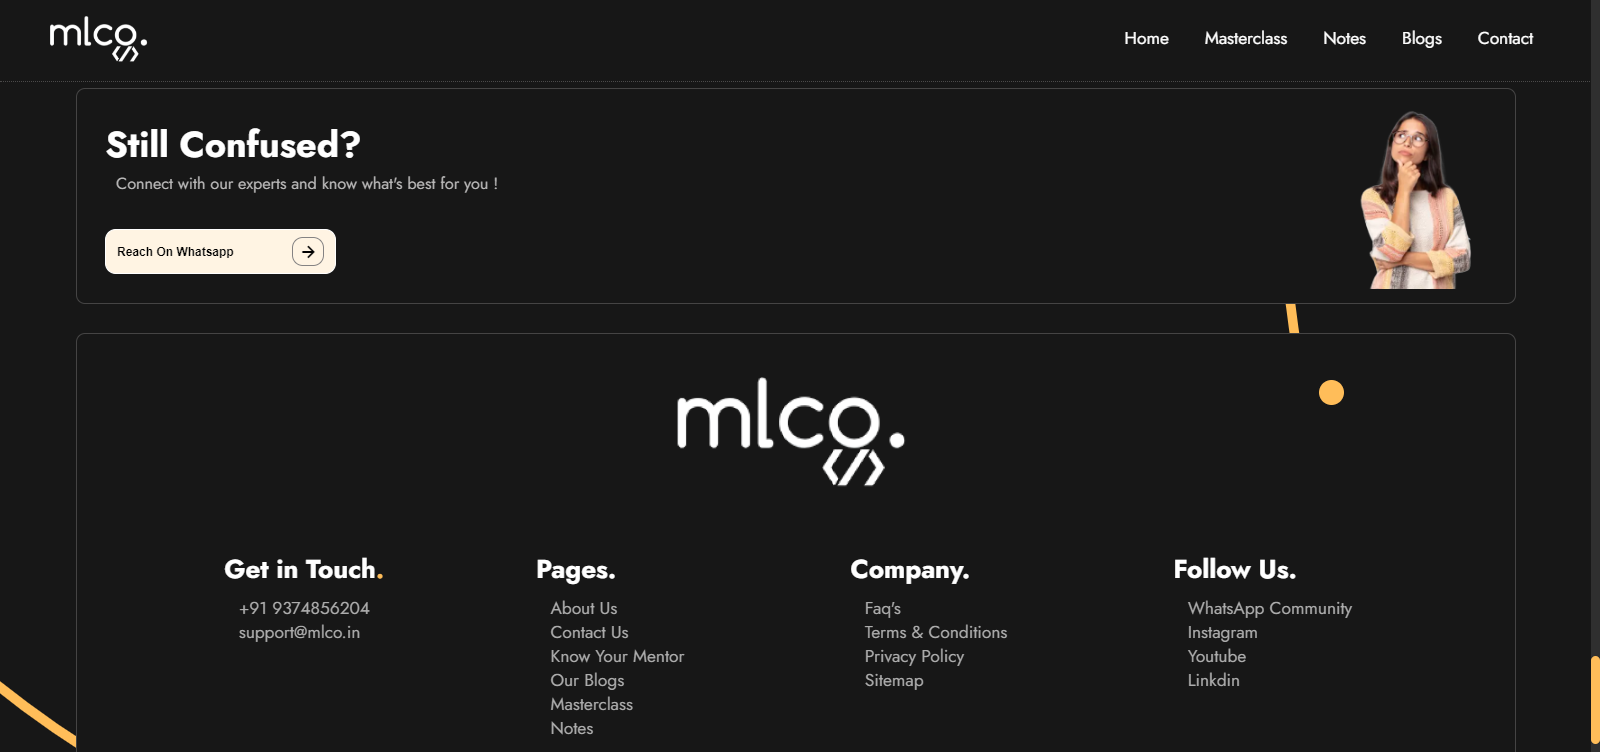 mlco.
Home Masterclass Notes Blogs Contact
Still Confused?
Connect with our experts and know what's best for you !
Reach On Whatsapp
mlco.
</>
Get in Touch.
+91 9374856204
support@mlco.in
Pages.
About Us
Contact Us
Know Your Mentor
Our Blogs
Masterclass
Notes
Company.
Faq's
Terms & Conditions
Privacy Policy
Sitemap
Follow Us.
WhatsApp Community
Instagram
Youtube
Linkdin